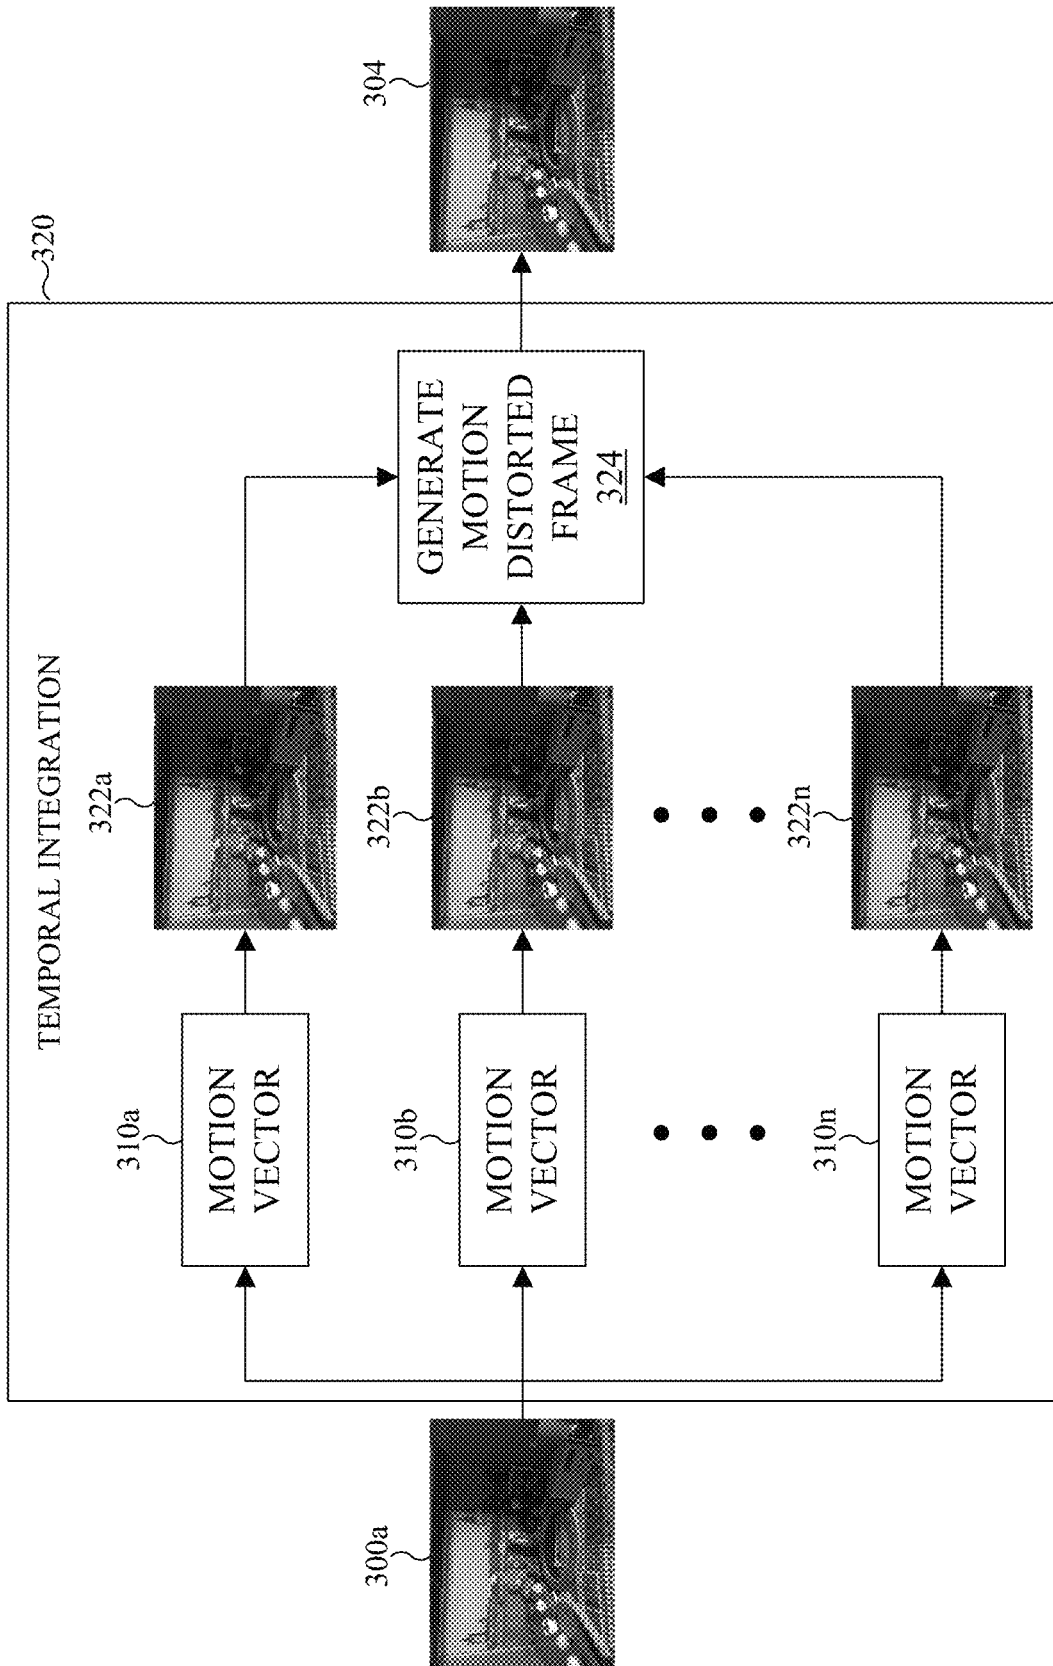 320
TEMPORAL INTEGRATION
300a
310a
MOTION
VECTOR
322a
310b
MOTION
VECTOR
322b
310n
MOTION
VECTOR
322n
GENERATE
MOTION
DISTORTED
FRAME
324
304